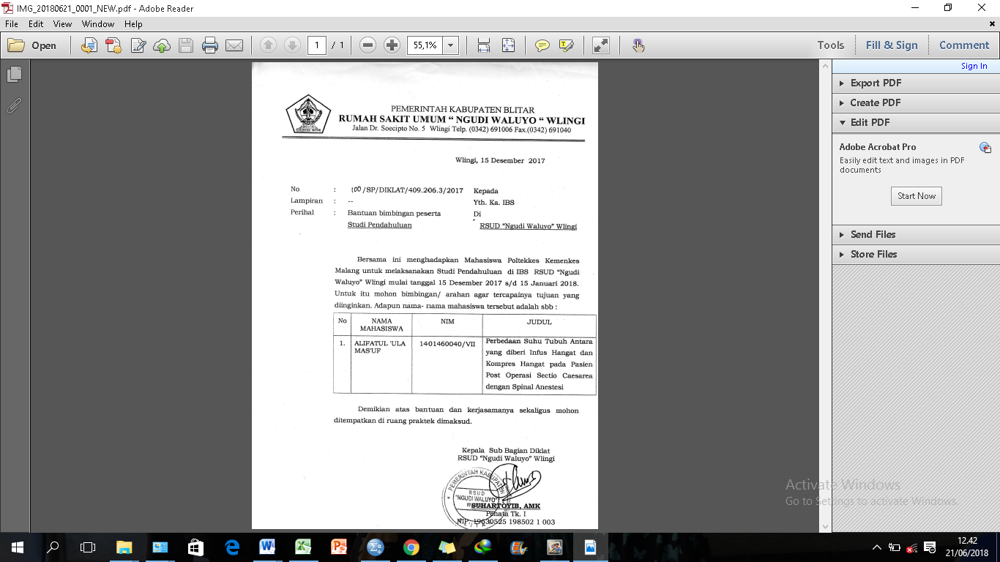 IMG_20180621_0001_NEW.pdf - Adobe Reader
File Edit View Window Help
Open 1 / 1 55,1% Tools Fill & Sign Comment
Sign In
Export PDF
Create PDF
Edit PDF
Adobe Acrobat Pro
Easily edit text and images in PDF
documents
Start Now
Send Files
Store Files
PEMERINTAH KABUPATEN BLITAR
RUMAH SAKIT UMUM “ NGUDI WALUYO “ WLINGI
Jalan Dr. Soecipto No. 5 Wlingi Telp. (0342) 691006 Fax.(0342) 691040
Wlingi, 15 Desember 2017
No : 100/SP/DIKLAT/409.206.3/2017 Kepada
Lampiran : -- Yth. Ka. IBS
Perihal : Bantuan bimbingan peserta Di
Studi Pendahuluan RSUD “Ngudi Waluyo” Wlingi
Bersama ini menghadapkan Mahasiswa Poltekkes Kemenkes
Malang untuk melaksanakan Studi Pendahuluan di IBS RSUD “Ngudi
Waluyo” Wlingi mulai tanggal 15 Desember 2017 s/d 15 Januari 2018.
Untuk itu mohon bimbingan/ arahan agar tercapainya tujuan yang
diinginkan. Adapun nama- nama mahasiswa tersebut adalah sbb :
No NAMA MAHASISWA NIM JUDUL
1. ALIFATUL 'ULA MAS'UF 1401460040/VII Perbedaan Suhu Tubuh Antara
yang diberi Infus Hangat dan
Kompres Hangat pada Pasien
Post Operasi Sectio Caesarea
dengan Spinal Anestesi
Demikian atas bantuan dan kerjasamanya sekaligus mohon
ditempatkan di ruang praktek dimaksud.
Kepala Sub Bagian Diklat
RSUD “Ngudi Waluyo” Wlingi
PEMERINTAH KABUPATEN
RSUD
"NGUDI WALUYO"
SUHARTOYIB, AMK
Penata Tk. I
NIP. 19630525 198502 1 003
Activate Windows
Go to Settings to activate Windows.
12.42
21/06/2018